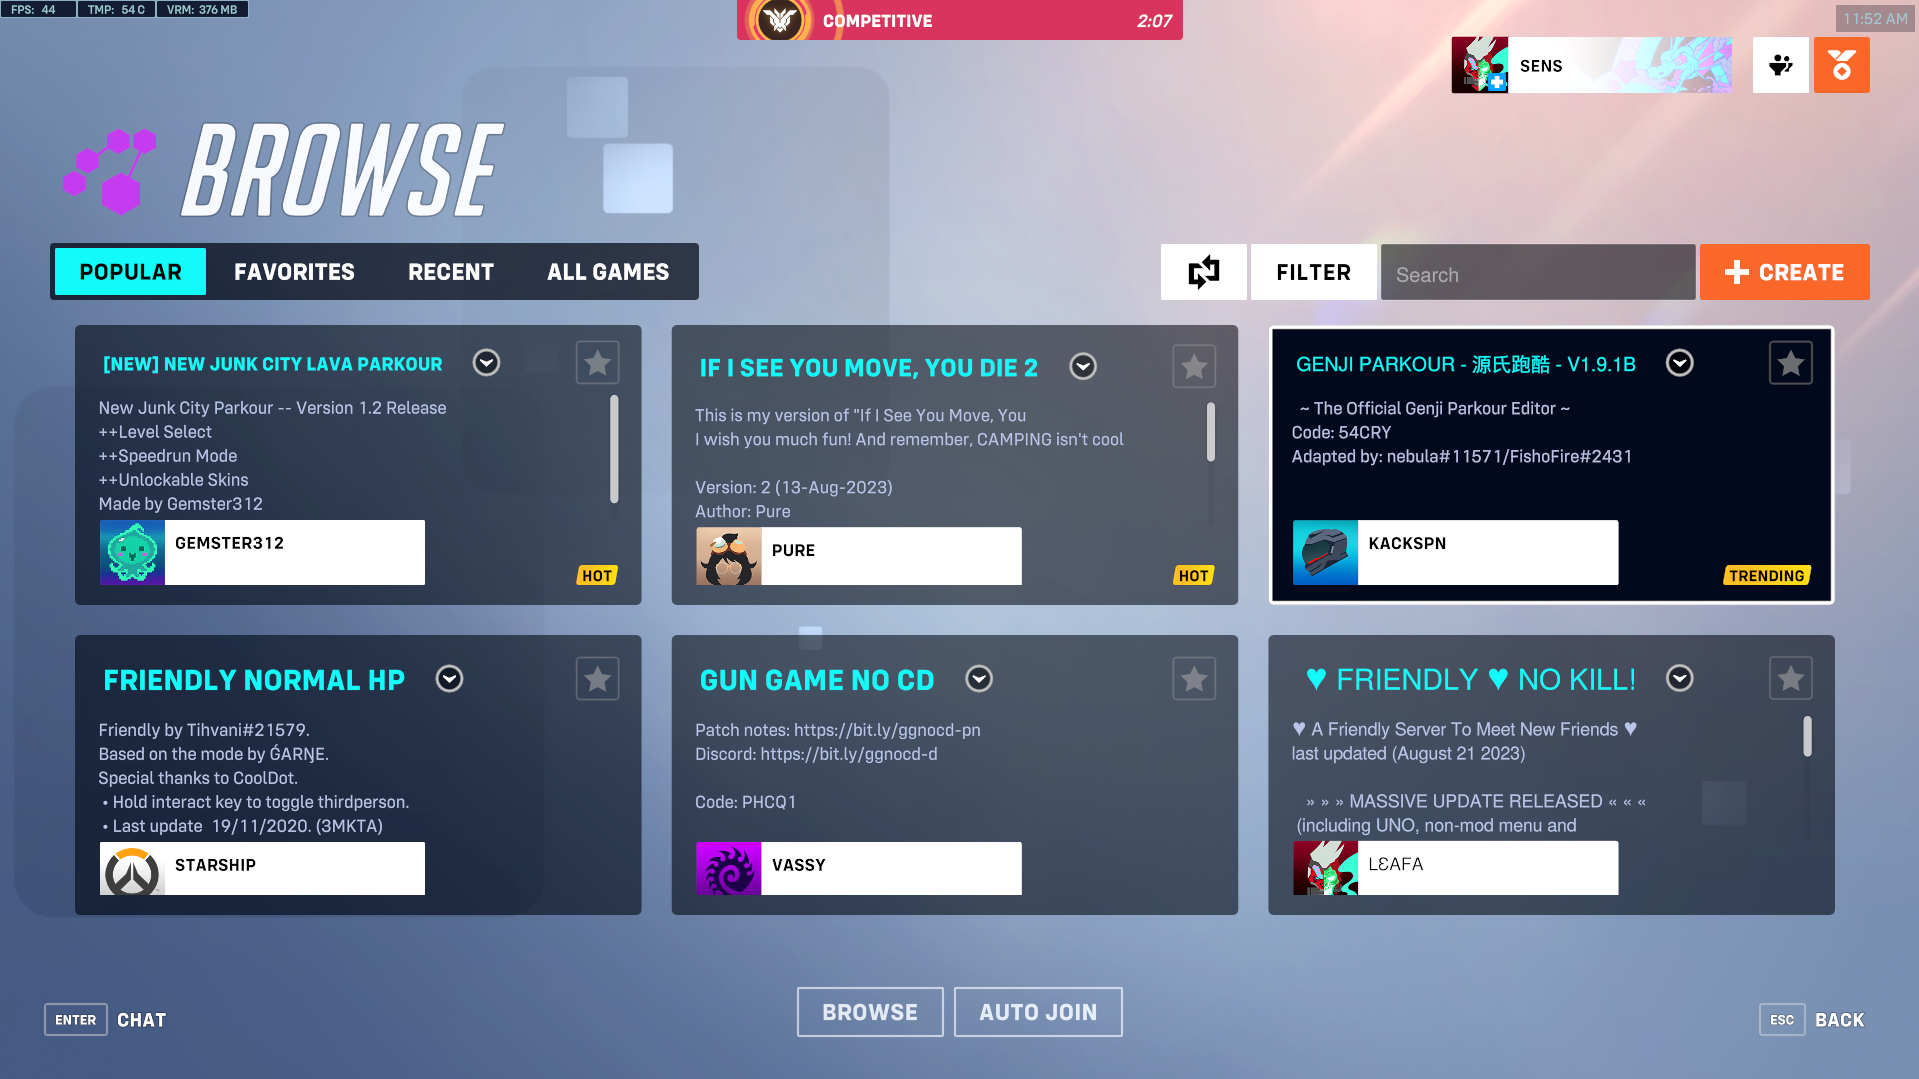 FPS: 44 TMP: 54 C VRM: 376 MB
COMPETITIVE 2:07
11:52 AM
SENS
BROWSE
POPULAR FAVORITES RECENT ALL GAMES
FILTER Search CREATE
[NEW] NEW JUNK CITY LAVA PARKOUR
New Junk City Parkour -- Version 1.2 Release
++Level Select
++Speedrun Mode
++Unlockable Skins
Made by Gemster312
GEMSTER312
HOT
IF I SEE YOU MOVE, YOU DIE 2
This is my version of "If I See You Move, You
I wish you much fun! And remember, CAMPING isn't cool
Version: 2 (13-Aug-2023)
Author: Pure
PURE
HOT
GENJI PARKOUR - 源氏跑酷 - V1.9.1B
~ The Official Genji Parkour Editor ~
Code: 54CRY
Adapted by: nebula#11571/FishoFire#2431
KACKSPN
TRENDING
FRIENDLY NORMAL HP
Friendly by Tihvani#21579.
Based on the mode by ǴARŅE.
Special thanks to CoolDot.
• Hold interact key to toggle thirdperson.
• Last update 19/11/2020. (3MKTA)
STARSHIP
GUN GAME NO CD
Patch notes: https://bit.ly/ggnocd-pn
Discord: https://bit.ly/ggnocd-d
Code: PHCQ1
VASSY
♥ FRIENDLY ♥ NO KILL!
♥ A Friendly Server To Meet New Friends ♥
last updated (August 21 2023)
» » » MASSIVE UPDATE RELEASED « « «
(including UNO, non-mod menu and
LƐAFA
BROWSE AUTO JOIN
ENTER CHAT
ESC BACK